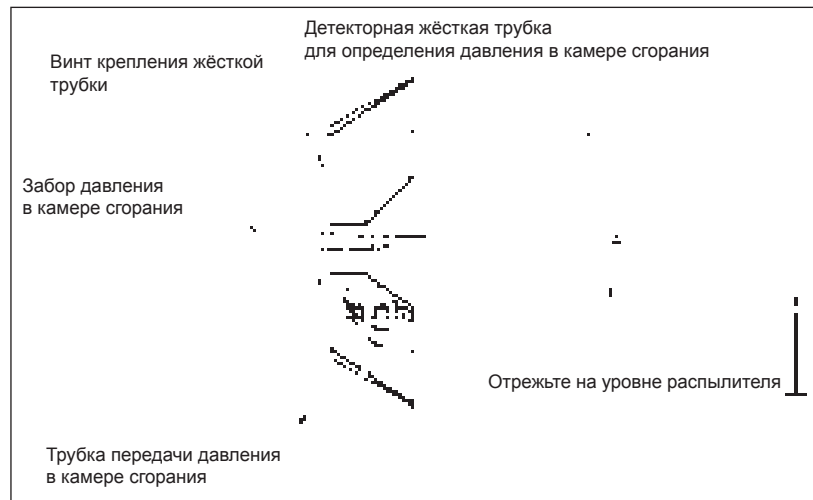 Детекторная жёсткая трубка
для определения давления в камере сгорания
Винт крепления жёсткой
трубки
Забор давления
в камере сгорания
Отрежьте на уровне распылителя
Трубка передачи давления
в камере сгорания